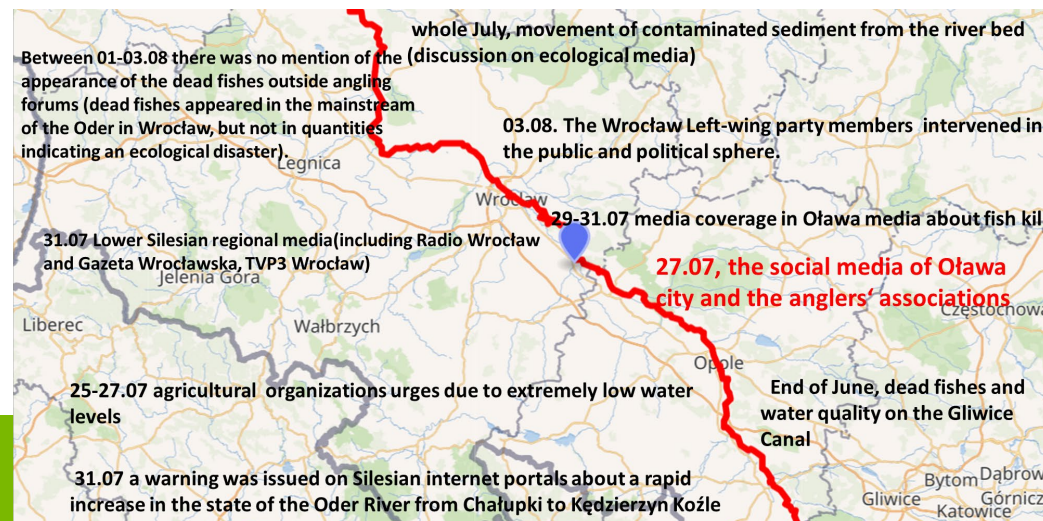 whole July, movement of contaminated sediment from the river bed
(discussion on ecological media)
Between 01-03.08 there was no mention of the
appearance of the dead fishes outside angling
forums (dead fishes appeared in the mainstream
of the Oder in Wrocław, but not in quantities
indicating an ecological disaster).
Legnica
03.08. The Wrocław Left-wing party members intervened in
the public and political sphere.
Wrocław
29-31.07 media coverage in Oława media about fish kil
31.07 Lower Silesian regional media(including Radio Wrocław
and Gazeta Wrocławska, TVP3 Wrocław)
Jelenia Góra
27.07, the social media of Oława
city and the anglers‘ associations
Częstochowa
Liberec
Wałbrzych
Opole
25-27.07 agricultural organizations urges due to extremely low water
levels
End of June, dead fishes and
water quality on the Gliwice
Canal
31.07 a warning was issued on Silesian internet portals about a rapid
increase in the state of the Oder River from Chałupki to Kędzierzyn Koźle
Bytom
Dąbrow
Górnicz
Gliwice
Katowice